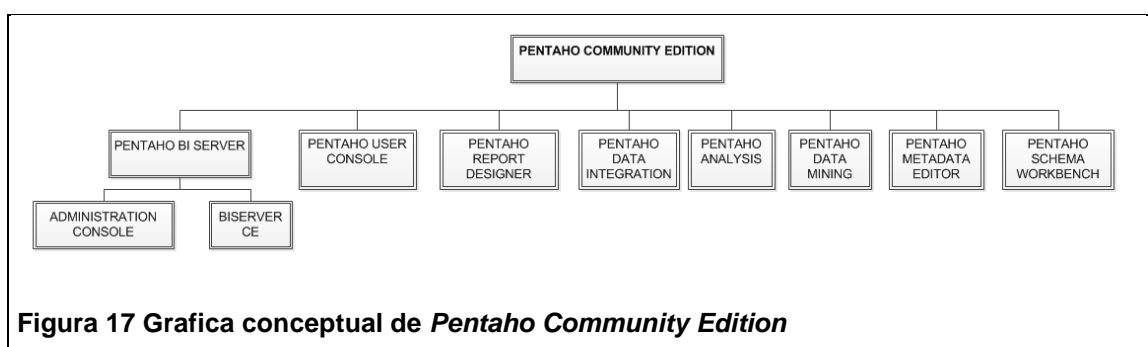 PENTAHO COMMUNITY EDITION
PENTAHO BI SERVER
PENTAHO USER
CONSOLE
PENTAHO
REPORT
DESIGNER
PENTAHO
DATA
INTEGRATION
PENTAHO
ANALYSIS
PENTAHO
DATA
MINING
PENTAHO
METADATA
EDITOR
PENTAHO
SCHEMA
WORKBENCH
ADMINISTRATION
CONSOLE
BISERVER
CE
Figura 17 Grafica conceptual de Pentaho Community Edition